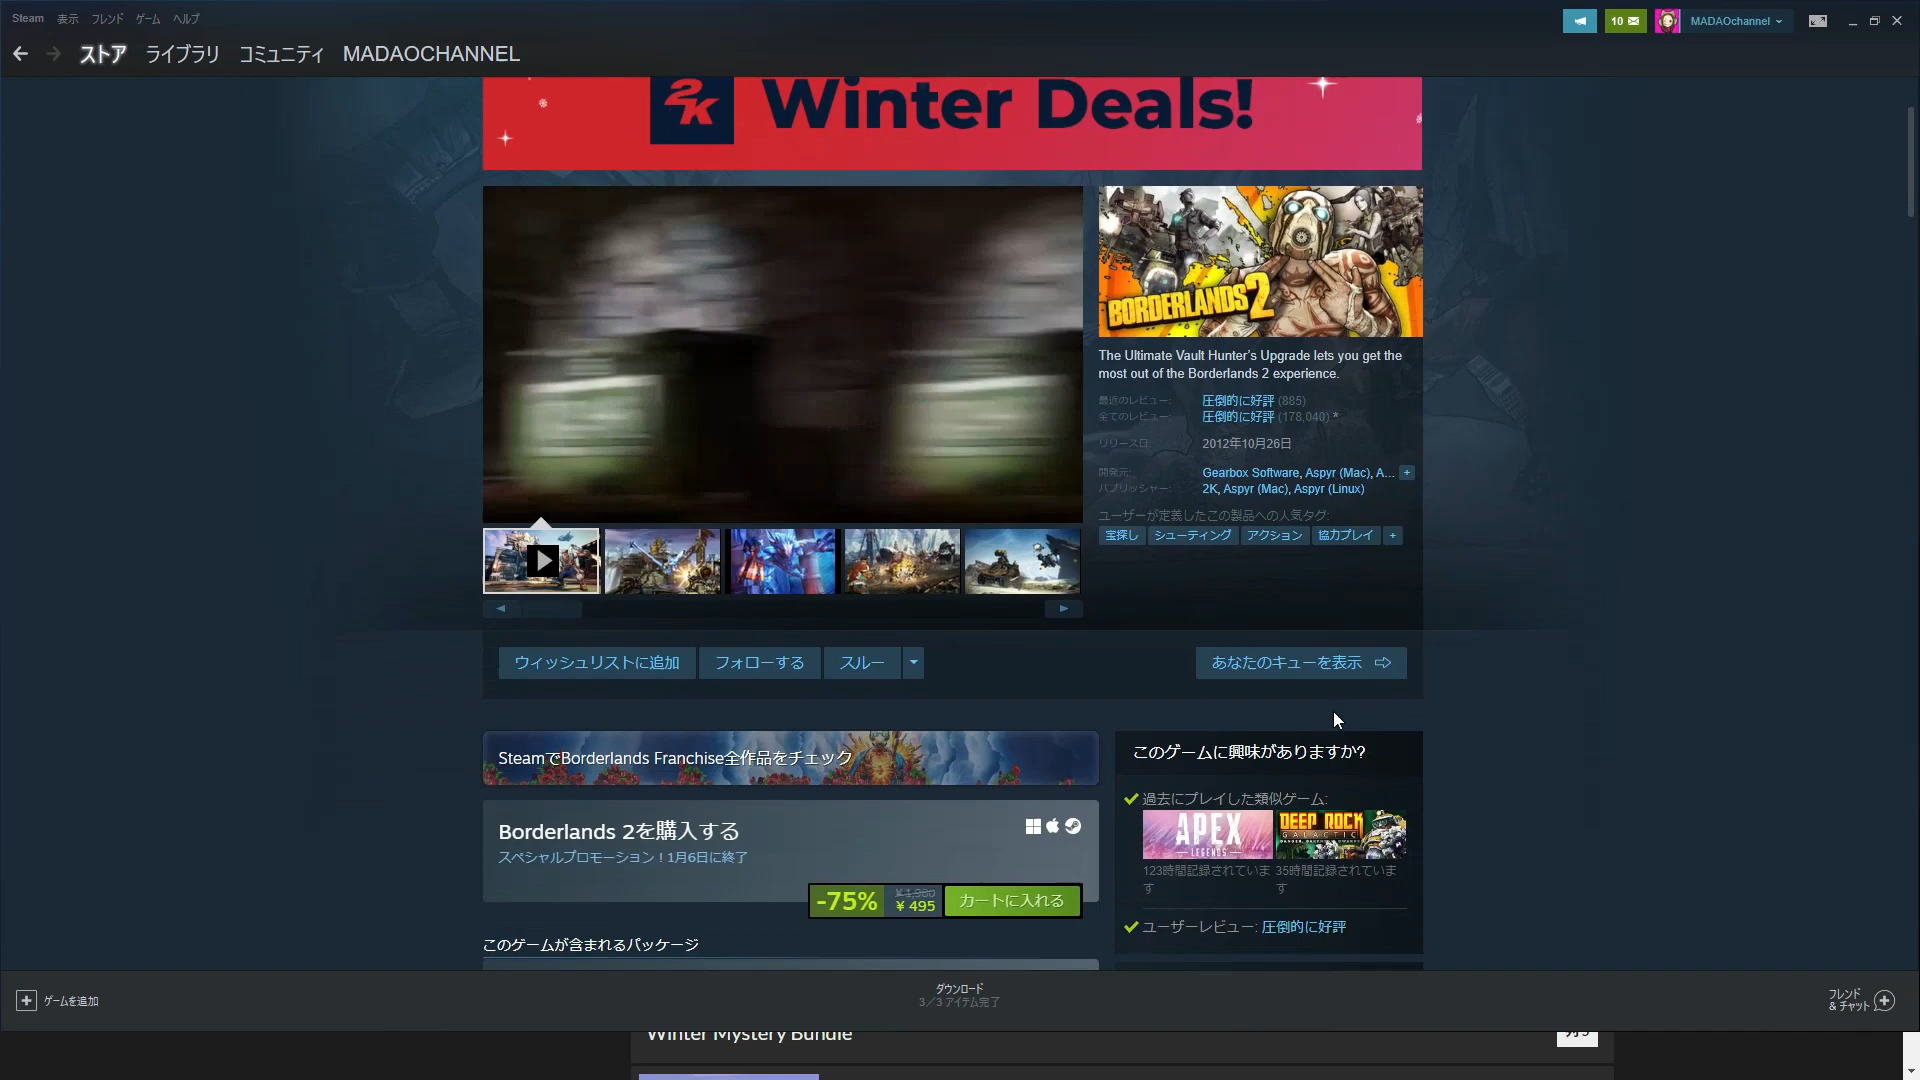 Steam 表示 フレンド ゲーム ヘルプ
10 MADAOchannel
ストア ライブラリ コミュニティ MADAOCHANNEL
2K Winter Deals!
BORDERLANDS 2
The Ultimate Vault Hunter's Upgrade lets you get the
most out of the Borderlands 2 experience.
最近のレビュー: 圧倒的に好評 (885)
全てのレビュー: 圧倒的に好評 (178,040) *
リリース日: 2012年10月26日
開発元: Gearbox Software, Aspyr (Mac), A... +
パブリッシャー: 2K, Aspyr (Mac), Aspyr (Linux)
ユーザーが定義したこの製品への人気タグ:
宝探し シューティング アクション 協力プレイ +
ウィッシュリストに追加 フォローする スルー あなたのキューを表示
SteamでBorderlands Franchise全作品をチェック
このゲームに興味がありますか?
過去にプレイした類似ゲーム:
APEX
LEGENDS
DEEP ROCK
GALACTIC
123時間記録されていま
す
35時間記録されていま
す
ユーザーレビュー: 圧倒的に好評
Borderlands 2を購入する
スペシャルプロモーション！1月6日に終了
-75% ¥ 1,980 ¥ 495 カートに入れる
このゲームが含まれるパッケージ
ゲームを追加
ダウンロード
3／3 アイテム完了
フレンド
& チャット
Winter Mystery Bundle